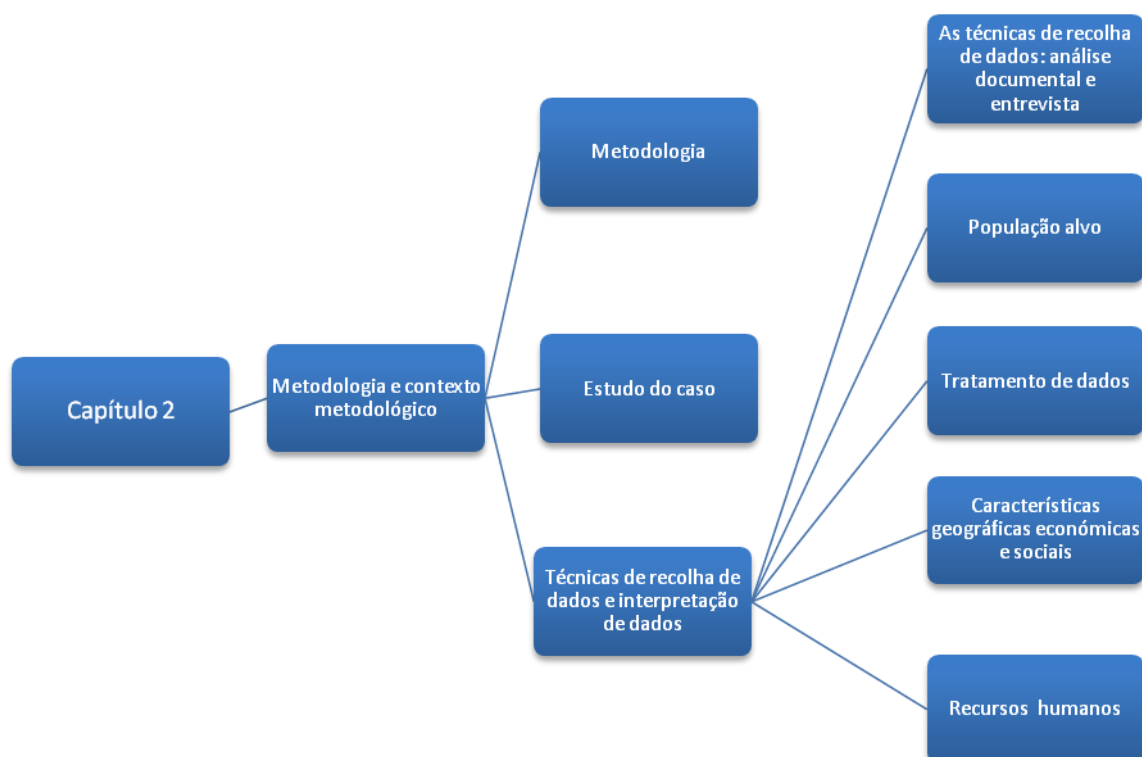 Capítulo 2
Metodologia e contexto
metodológico
Metodologia
Estudo do caso
Técnicas de recolha de
dados e interpretação
de dados
As técnicas de recolha
de dados: análise
documental e
entrevista
População alvo
Tratamento de dados
Características
geográficas económicas
e sociais
Recursos humanos